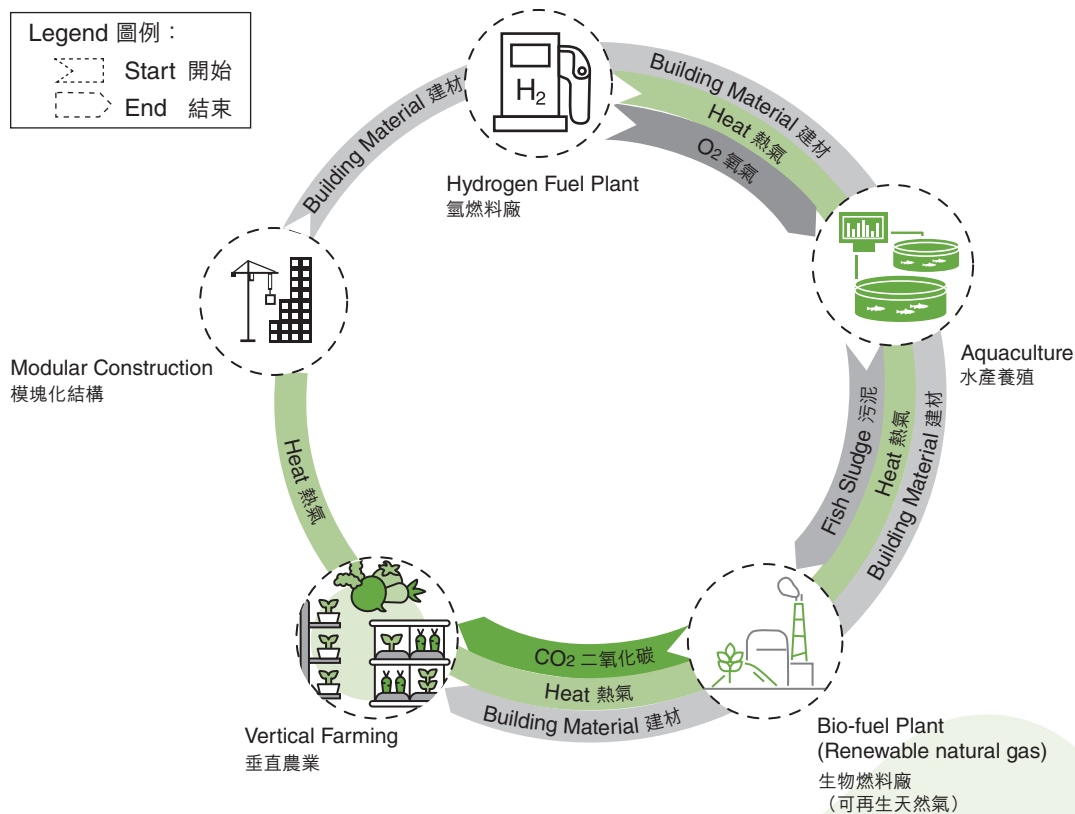 Legend 圖例：
Start 開始
End 結束
Building Material 建材
H2
Building Material 建材
Heat 熱氣
O2 氧氣
Hydrogen Fuel Plant
氫燃料廠
Modular Construction
模塊化結構
Aquaculture
水產養殖
Fish Sludge 污泥
Heat 熱氣
Building Material 建材
Heat 熱氣
CO2 二氧化碳
Heat 熱氣
Building Material 建材
Vertical Farming
垂直農業
Bio-fuel Plant
(Renewable natural gas)
生物燃料廠
（可再生天然氣）